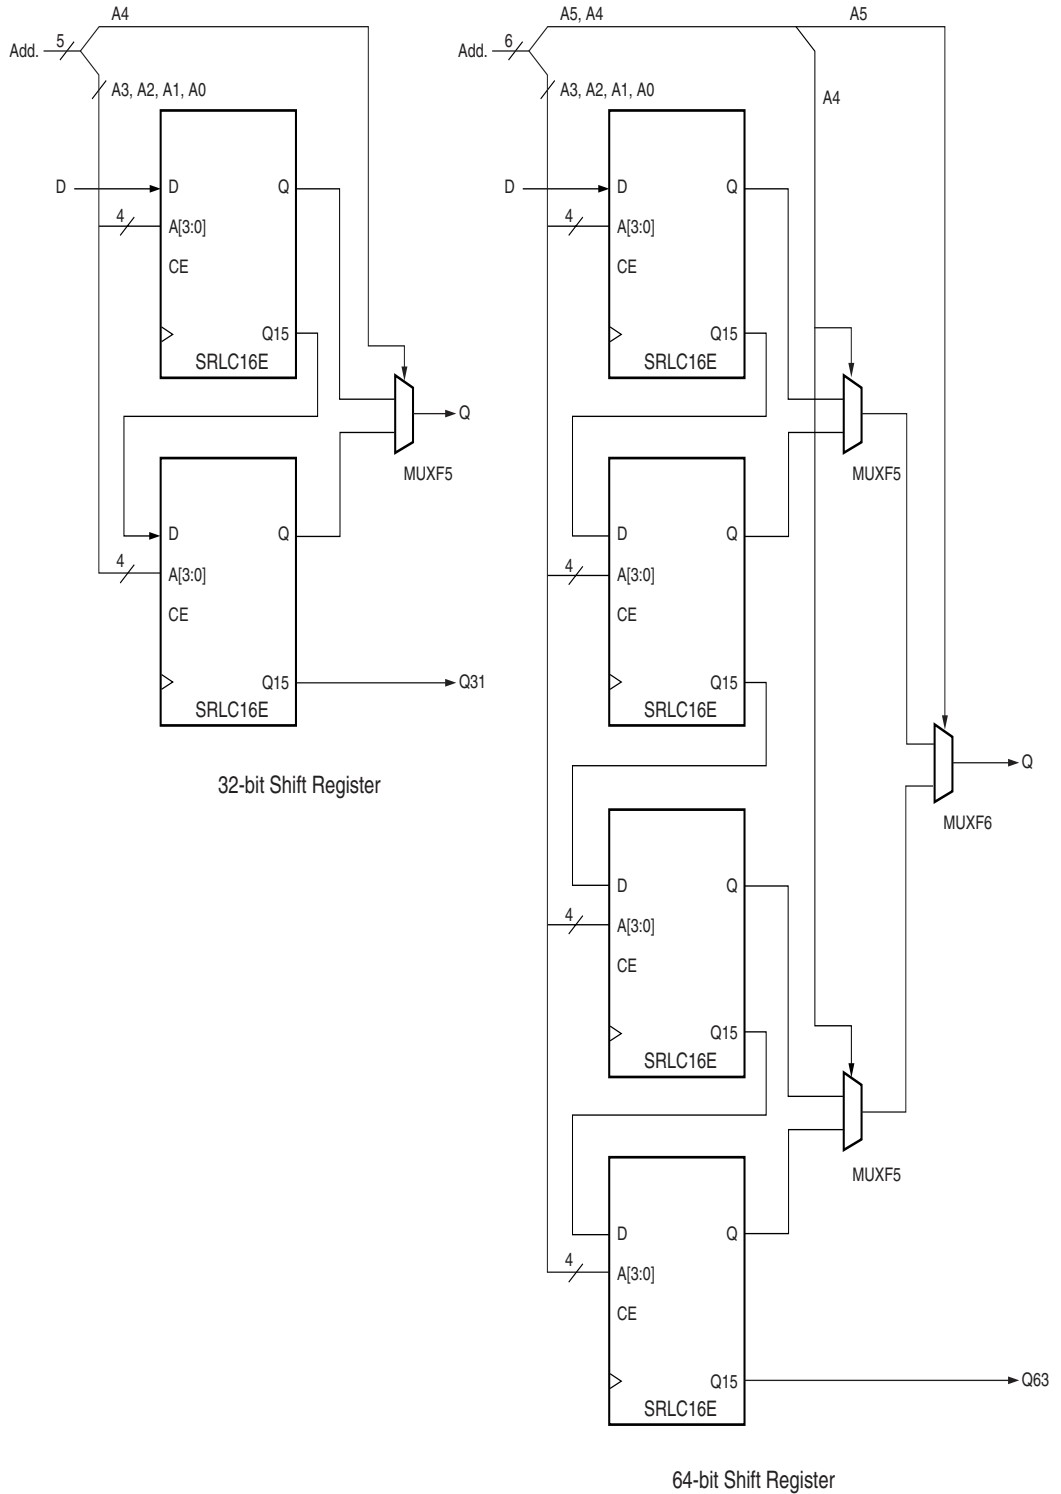 A4
5
Add.
A3, A2, A1, A0
D
D
Q
4
A[3:0]
CE
Q15
SRLC16E
Q
MUXF5
D
Q
4
A[3:0]
CE
Q15
Q31
SRLC16E
32-bit Shift Register
A5, A4
A5
6
Add.
A3, A2, A1, A0
A4
D
D
Q
4
A[3:0]
CE
Q15
SRLC16E
MUXF5
D
Q
4
A[3:0]
CE
Q15
SRLC16E
Q
MUXF6
D
Q
4
A[3:0]
CE
Q15
SRLC16E
MUXF5
D
Q
4
A[3:0]
CE
Q15
Q63
SRLC16E
64-bit Shift Register